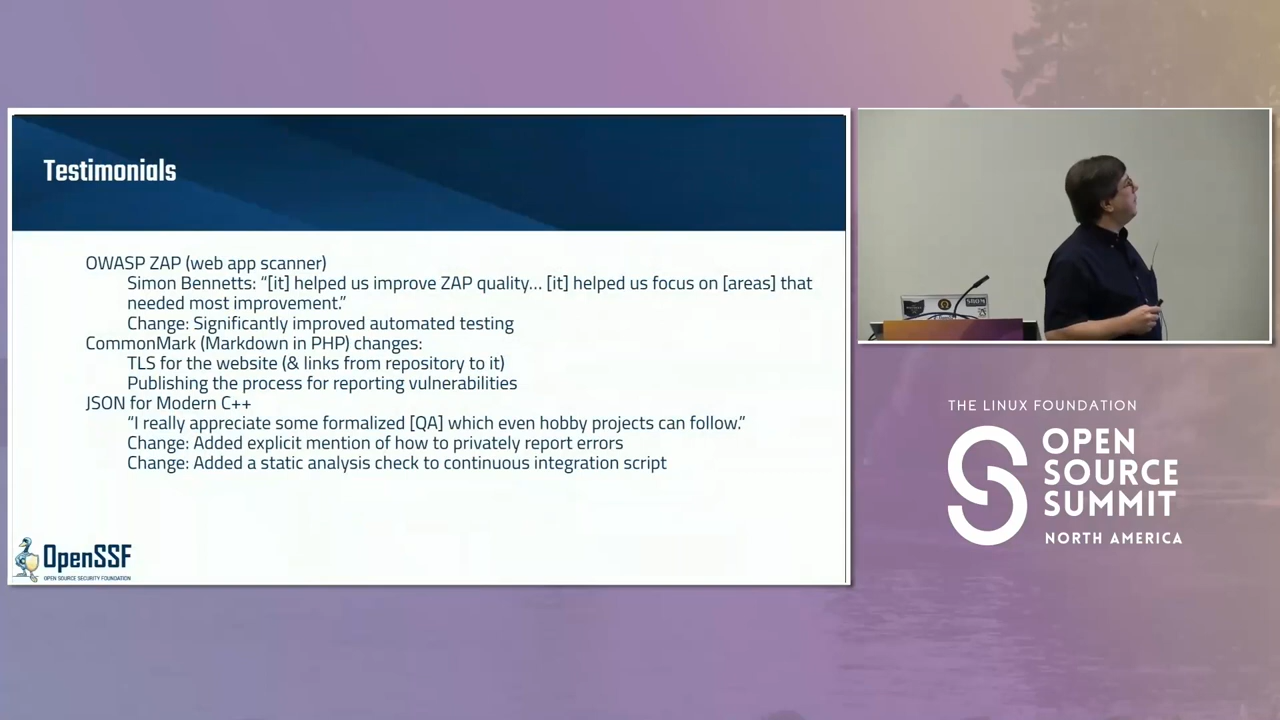 Testimonials
OWASP ZAP (web app scanner)
Simon Bennetts: “[it] helped us improve ZAP quality… [it] helped us focus on [areas] that
needed most improvement.”
Change: Significantly improved automated testing
CommonMark (Markdown in PHP) changes:
TLS for the website (& links from repository to it)
Publishing the process for reporting vulnerabilities
JSON for Modern C++
“I really appreciate some formalized [QA] which even hobby projects can follow.”
Change: Added explicit mention of how to privately report errors
Change: Added a static analysis check to continuous integration script
OpenSSF
OPEN SOURCE SECURITY FOUNDATION
THE LINUX FOUNDATION
OPEN
SOURCE
SUMMIT
NORTH AMERICA